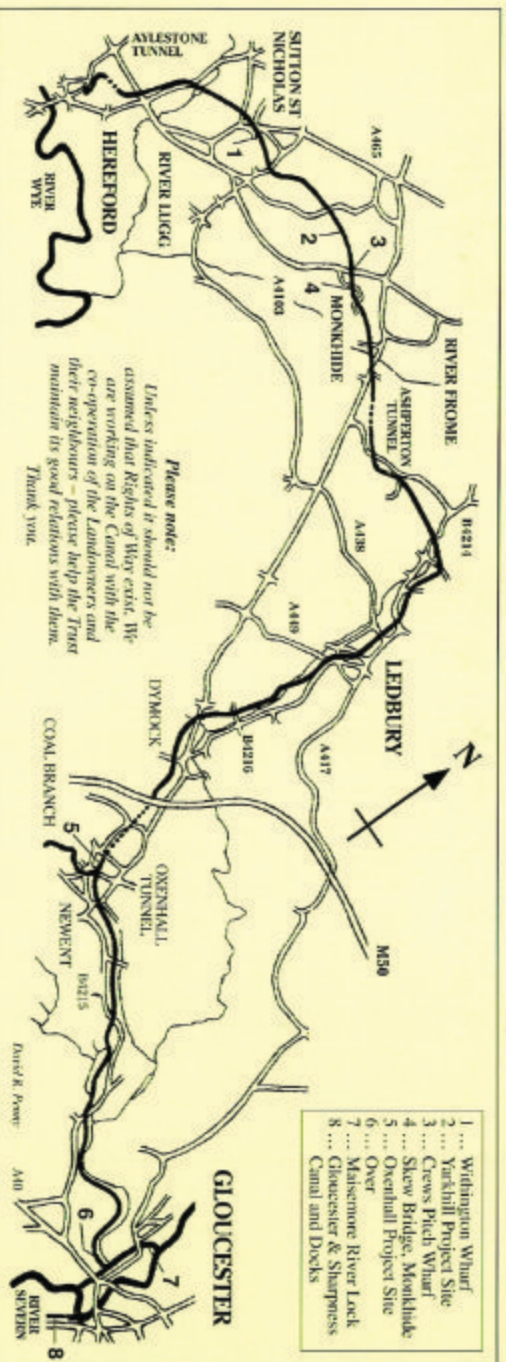 AYLESTONE
TUNNEL
SUTTON ST
NICHOLAS
A465
1
2
3
4
HEREFORD
RIVER LUGG
RIVER
WYE
MONKHIDE
A4103
RIVER FROME
ASHPERTON
TUNNEL
B4214
A438
A449
LEDBURY
N
Please note:
Unless indicated it should not be
assumed that Rights of Way exist. We
are working on the Canal with the
co-operation of the Landowners and
their neighbours – please help the Trust
maintain its good relations with them.
Thank you.
DYMOCK
B4216
A417
M50
COAL BRANCH
5
OXENHALL
TUNNEL
NEWENT
B4215
David R. Penny
A40
6
7
GLOUCESTER
RIVER
SEVERN
8
1 ... Withington Wharf
2 ... Yarkhill Project Site
3 ... Crews Pitch Wharf
4 ... Skew Bridge, Monkhide
5 ... Oxenhall Project Site
6 ... Over
7 ... Maisemore River Lock
8 ... Gloucester & Sharpness
Canal and Docks